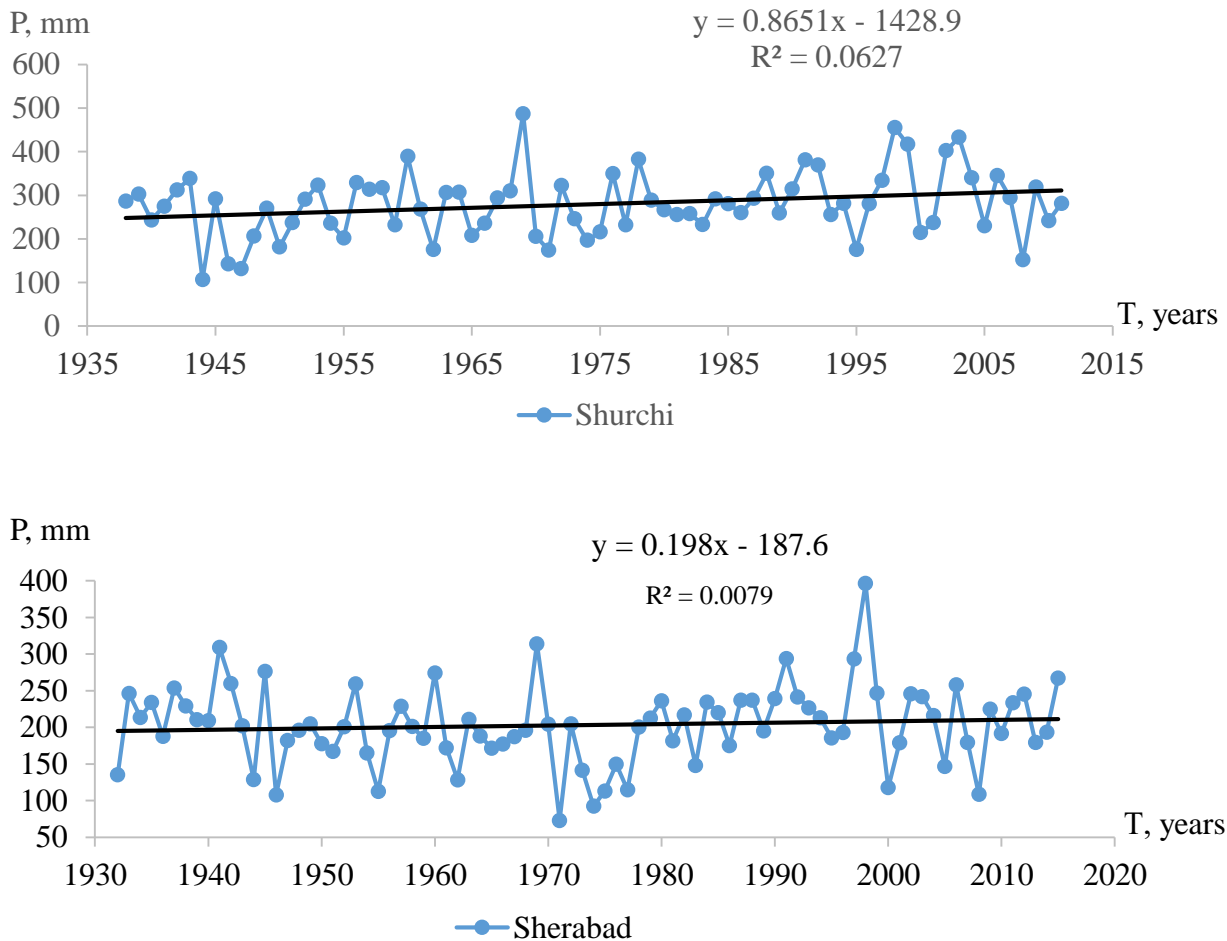 P, mm
y = 0.8651x - 1428.9
R² = 0.0627
600
500
400
300
200
100
0
T, years
1935 1945 1955 1965 1975 1985 1995 2005 2015
Shurchi
P, mm
y = 0.198x - 187.6
R² = 0.0079
400
350
300
250
200
150
100
50
T, years
1930 1940 1950 1960 1970 1980 1990 2000 2010 2020
Sherabad